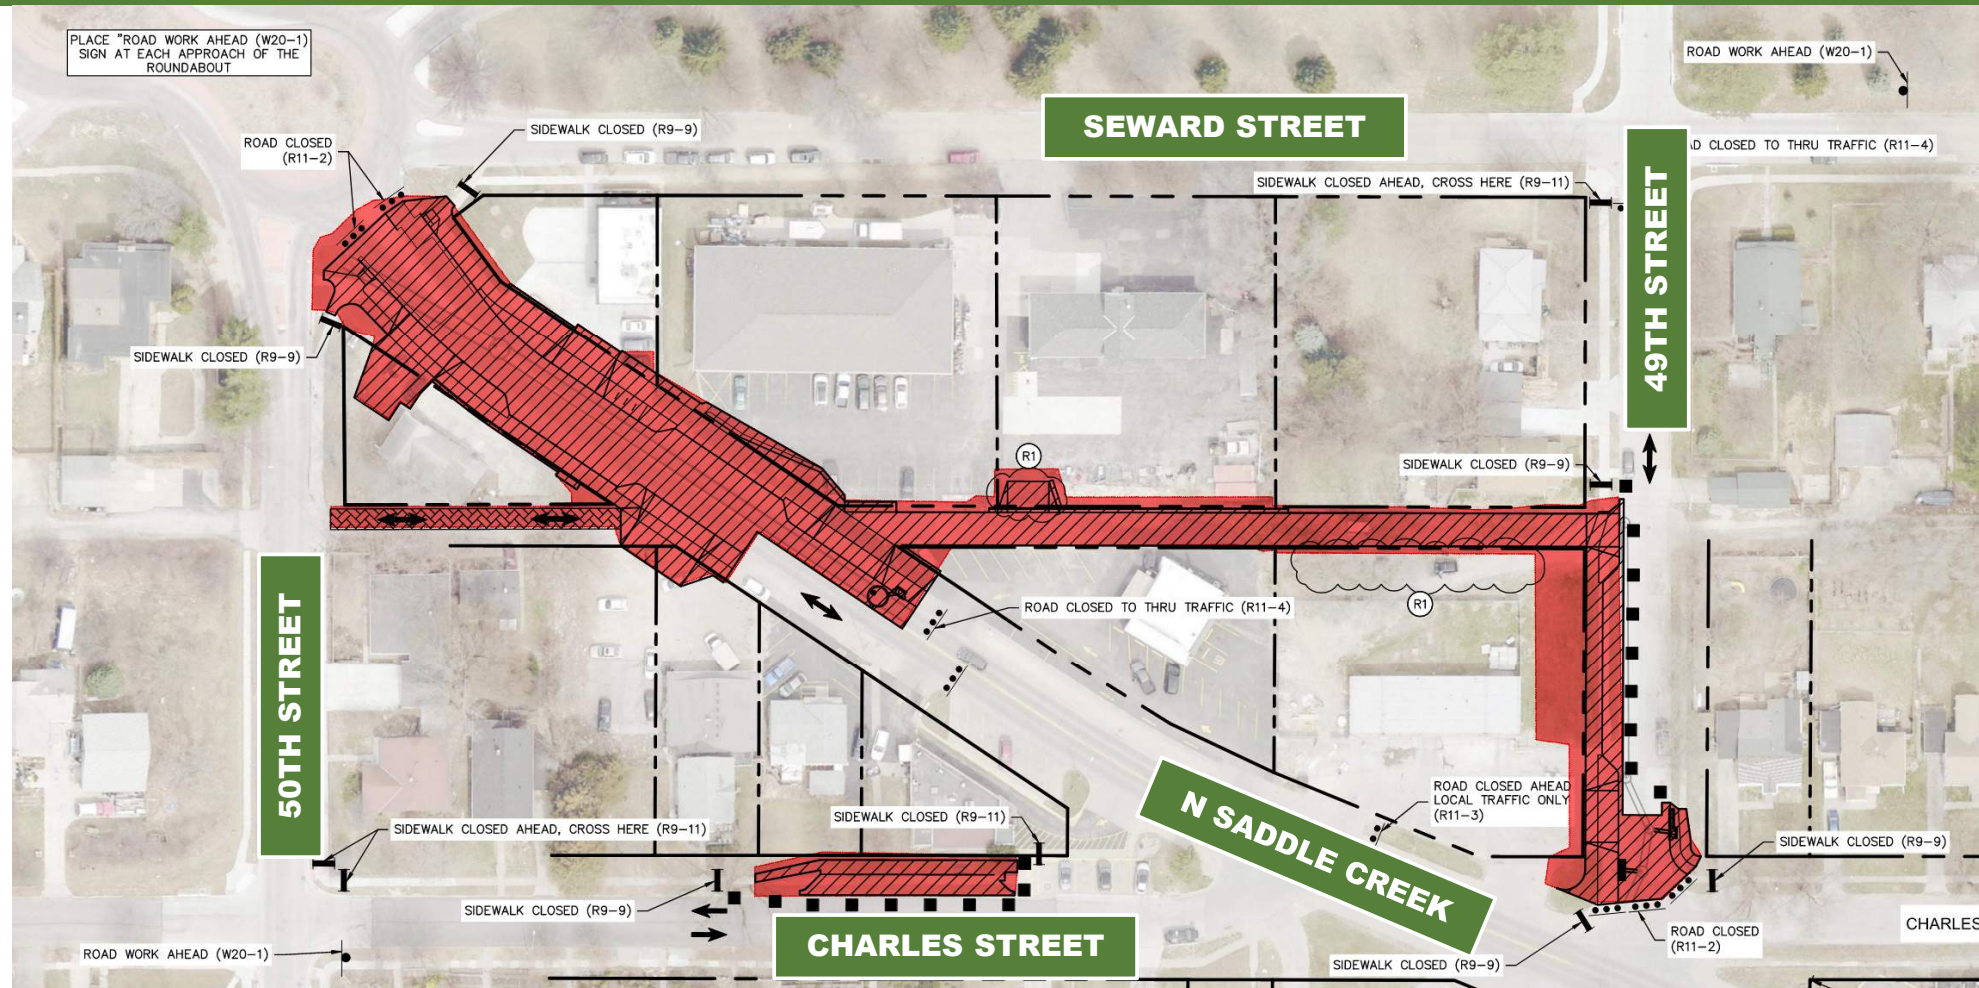 PLACE "ROAD WORK AHEAD (W20-1)
SIGN AT EACH APPROACH OF THE
ROUNDABOUT
ROAD WORK AHEAD (W20-1)
SEWARD STREET
SIDEWALK CLOSED (R9-9)
ROAD CLOSED
(R11-2)
D CLOSED TO THRU TRAFFIC (R11-4)
SIDEWALK CLOSED AHEAD, CROSS HERE (R9-11)
49TH STREET
SIDEWALK CLOSED (R9-9)
R1
SIDEWALK CLOSED (R9-9)
R1
ROAD CLOSED TO THRU TRAFFIC (R11-4)
50TH STREET
ROAD CLOSED AHEAD
LOCAL TRAFFIC ONLY
(R11-3)
N SADDLE CREEK
SIDEWALK CLOSED (R9-11)
SIDEWALK CLOSED AHEAD, CROSS HERE (R9-11)
SIDEWALK CLOSED (R9-9)
SIDEWALK CLOSED (R9-9)
CHARLES
ROAD CLOSED
(R11-2)
CHARLES STREET
ROAD WORK AHEAD (W20-1)
SIDEWALK CLOSED (R9-9)